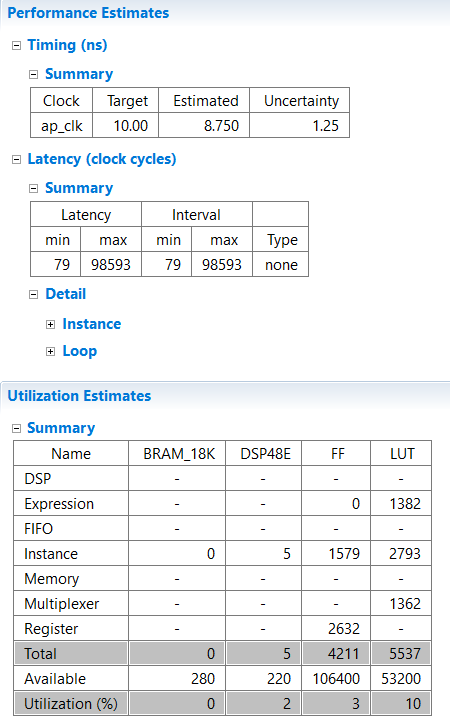 Performance Estimates
Timing (ns)
Summary
Clock Target Estimated Uncertainty
ap_clk 10.00 8.750 1.25
Latency (clock cycles)
Summary
Latency Interval
min max min max Type
79 98593 79 98593 none
Detail
Instance
Loop
Utilization Estimates
Summary
Name BRAM_18K DSP48E FF LUT
DSP - - - -
Expression - - 0 1382
FIFO - - - -
Instance 0 5 1579 2793
Memory - - - -
Multiplexer - - - 1362
Register - - 2632 -
Total 0 5 4211 5537
Available 280 220 106400 53200
Utilization (%) 0 2 3 10